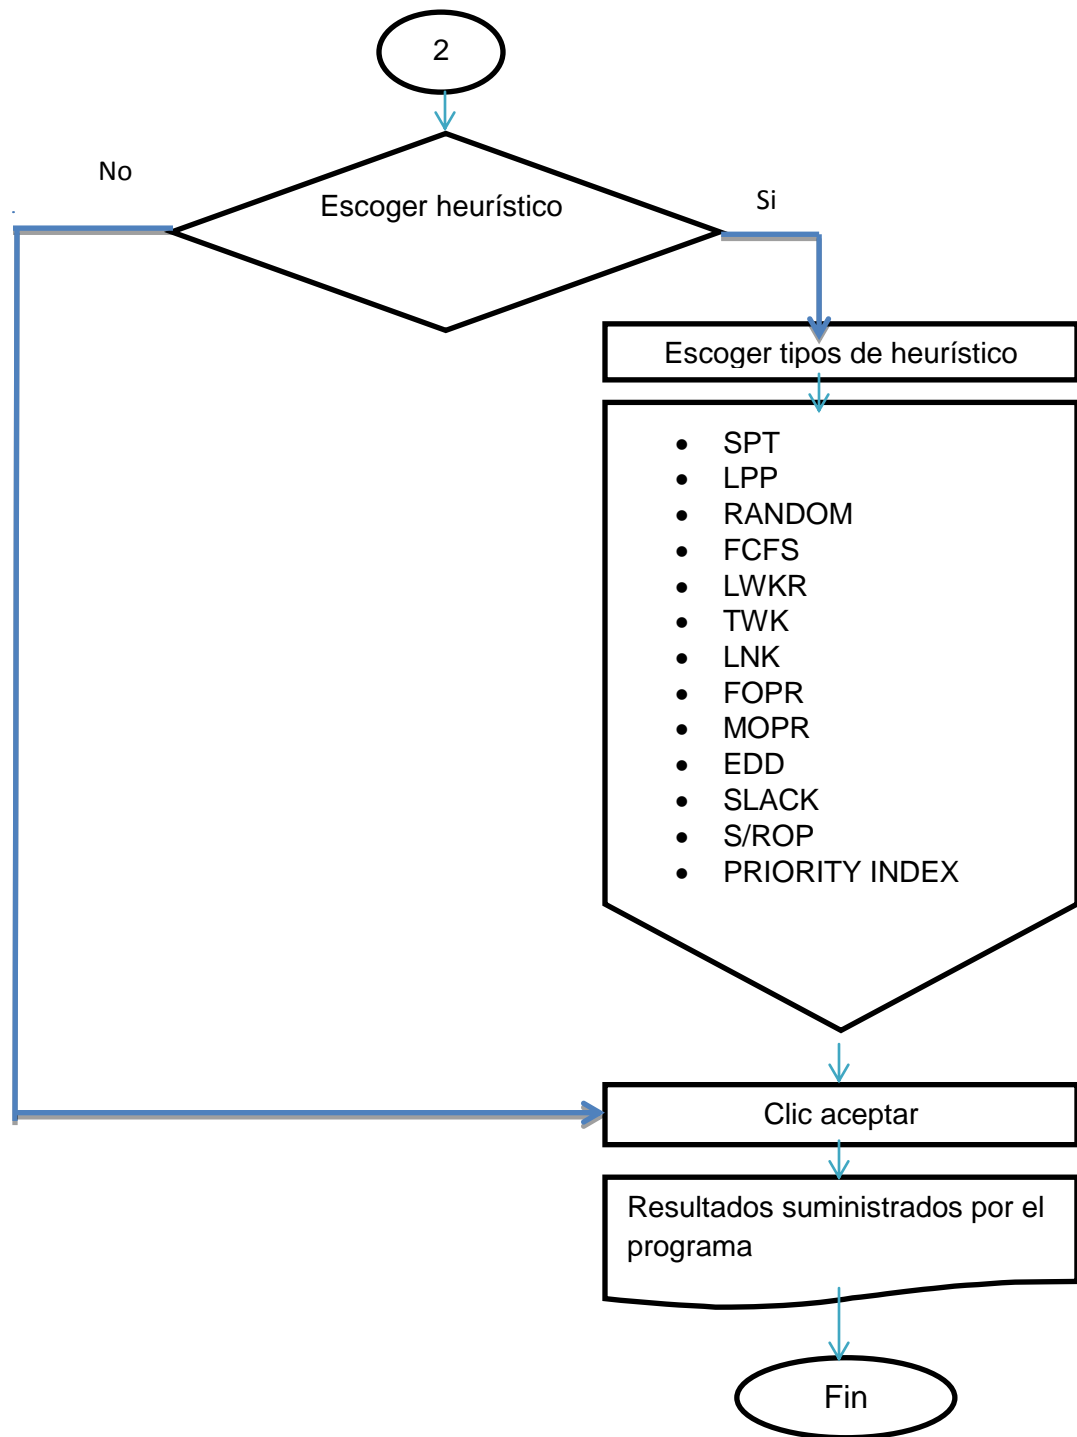 2
No
Escoger heurístico
Si
Escoger tipos de heurístico
• SPT
• LPP
• RANDOM
• FCFS
• LWKR
• TWK
• LNK
• FOPR
• MOPR
• EDD
• SLACK
• S/ROP
• PRIORITY INDEX
Clic aceptar
Resultados suministrados por el
programa
Fin